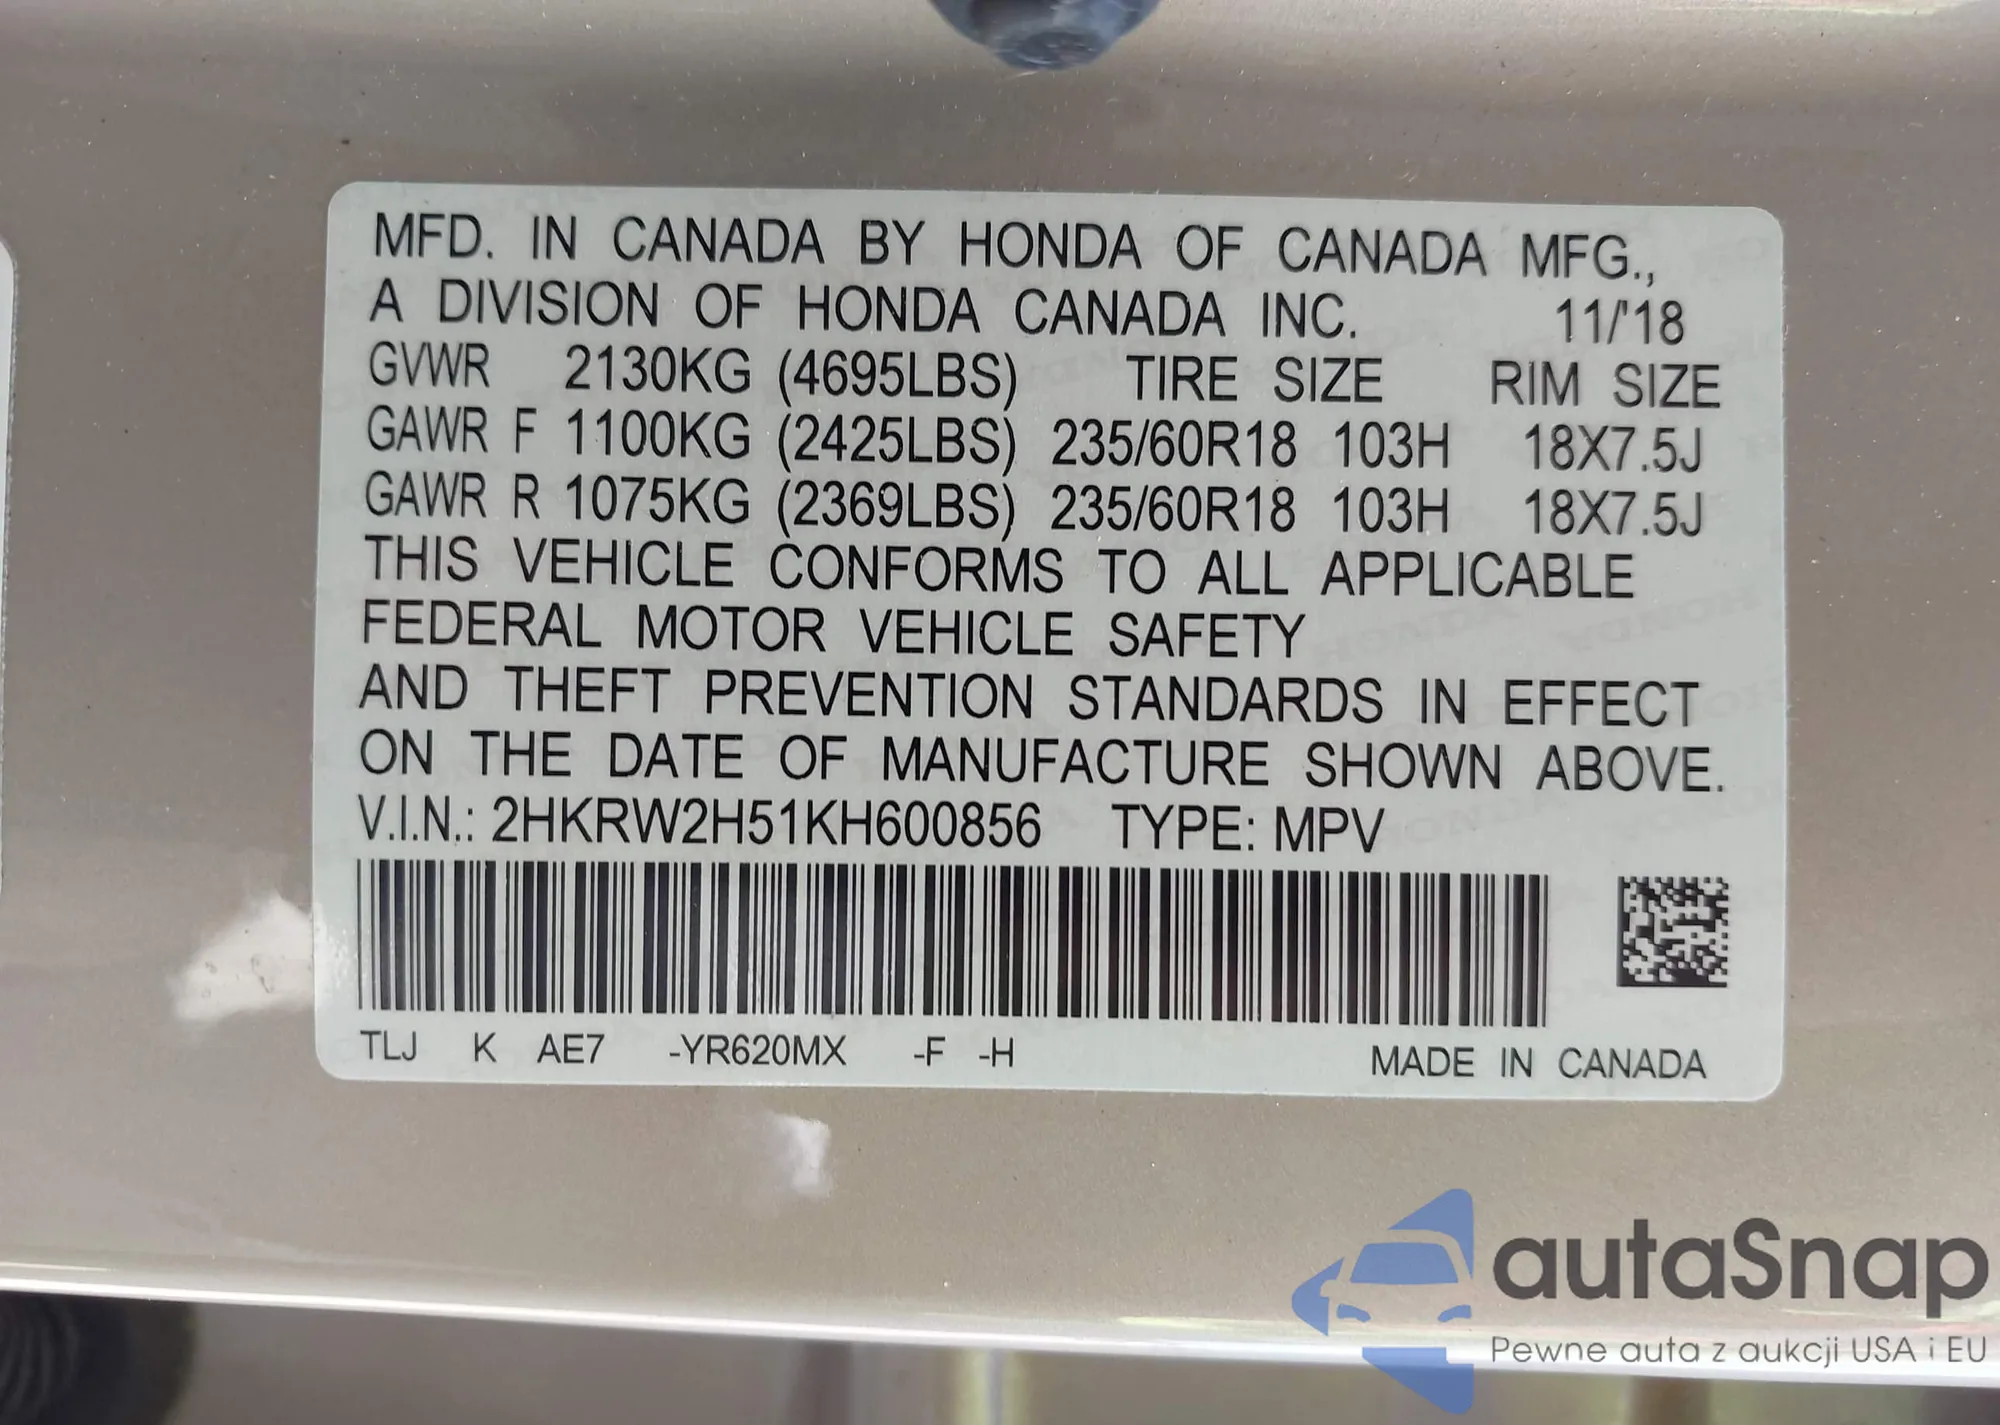 MFD. IN CANADA BY HONDA OF CANADA MFG.,
A DIVISION OF HONDA CANADA INC. 11/'18
GVWR 2130KG (4695LBS) TIRE SIZE RIM SIZE
GAWR F 1100KG (2425LBS) 235/60R18 103H 18X7.5J
GAWR R 1075KG (2369LBS) 235/60R18 103H 18X7.5J
THIS VEHICLE CONFORMS TO ALL APPLICABLE
FEDERAL MOTOR VEHICLE SAFETY
AND THEFT PREVENTION STANDARDS IN EFFECT
ON THE DATE OF MANUFACTURE SHOWN ABOVE.
V.I.N.: 2HKRW2H51KH600856 TYPE: MPV
TLJ K AE7 -YR620MX -F -H MADE IN CANADA
autaSnap
Pewne auta z aukcji USA i EU